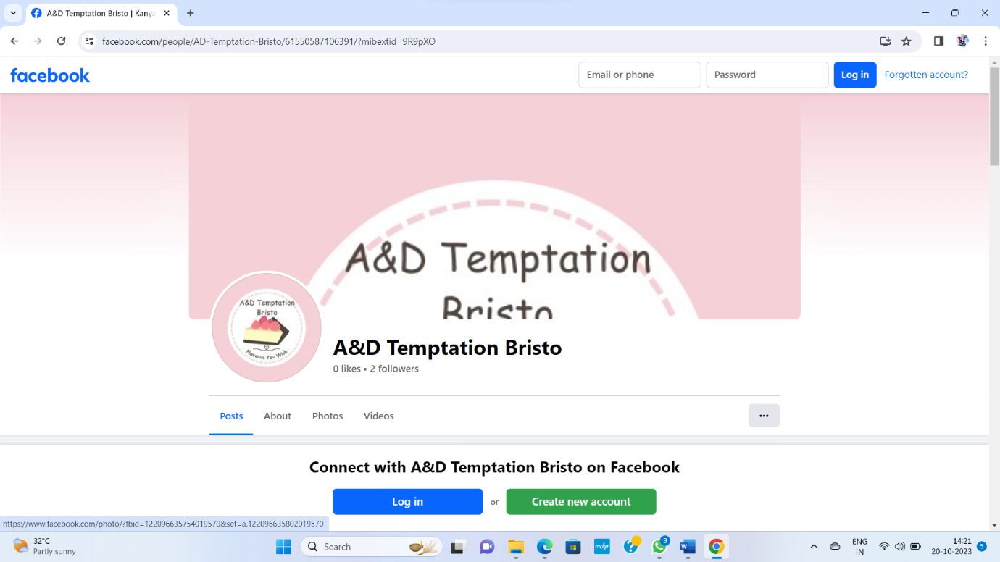 A&D Temptation Bristo | Kanya
facebook.com/people/AD-Temptation-Bristo/61550587106391/?mibextid=9R9pXO
facebook
Email or phone
Password
Log in
Forgotten account?
A&D Temptation
Bristo
A&D Temptation
Bristo
Flavours You Wish
A&D Temptation Bristo
0 likes • 2 followers
Posts
About
Photos
Videos
Connect with A&D Temptation Bristo on Facebook
Log in
or
Create new account
https://www.facebook.com/photo/?fbid=122096635754019570&set=a.122096635802019570
32°C
Partly sunny
Search
myhp
9
W
ENG
IN
14:21
20-10-2023
5